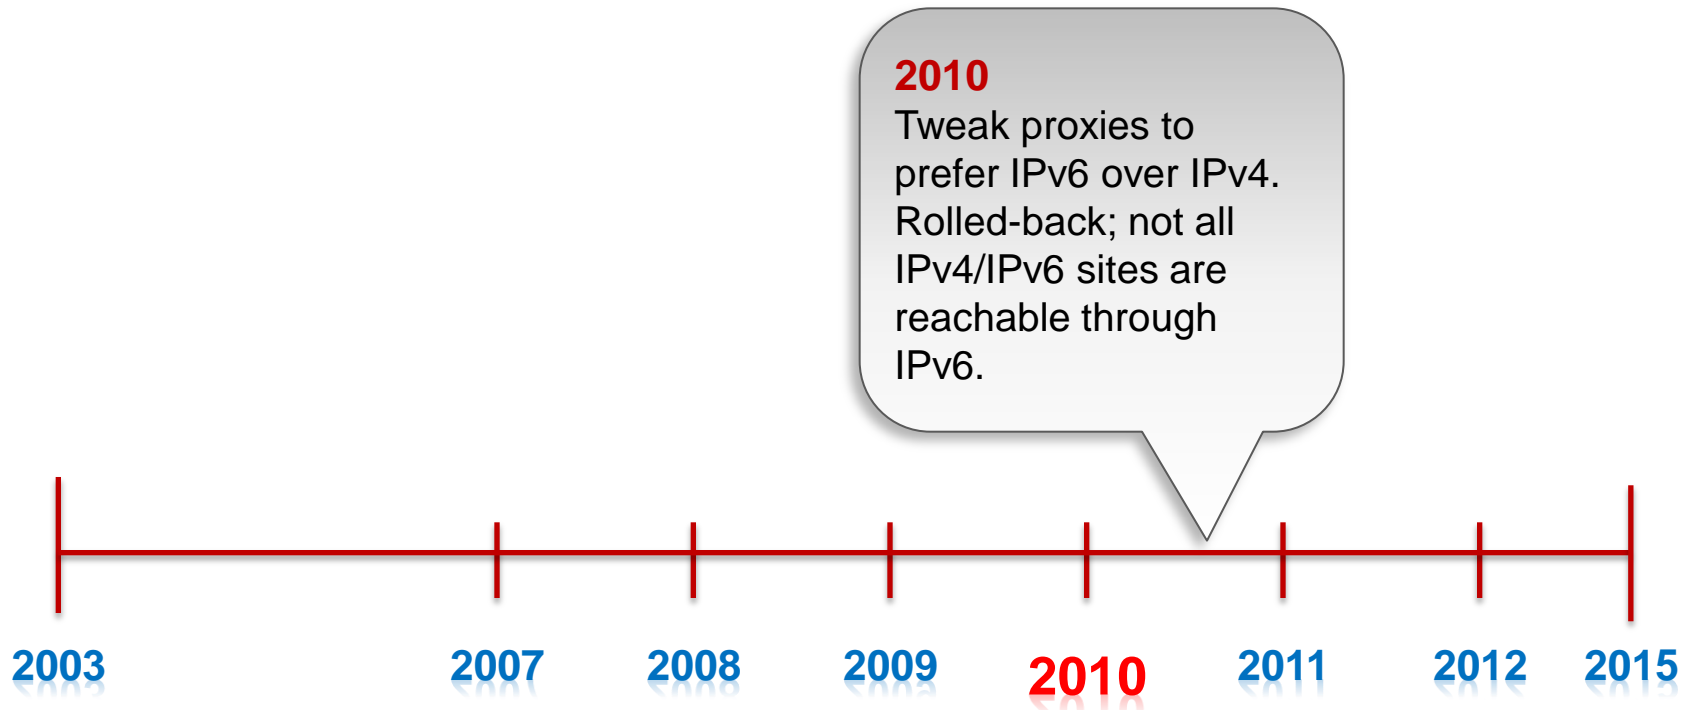 2010
Tweak proxies to
prefer IPv6 over IPv4.
Rolled-back; not all
IPv4/IPv6 sites are
reachable through
IPv6.
2003
2007
2008
2009
2010
2011
2012
2015